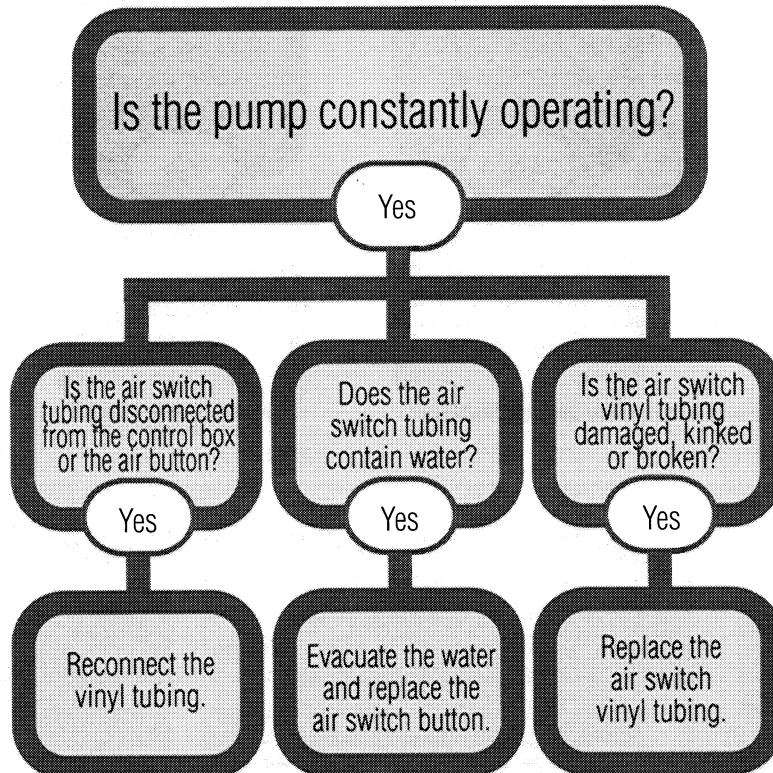 Is the pump constantly operating?
Yes
Is the air switch
tubing disconnected
from the control box
or the air button?
Yes
Reconnect the
vinyl tubing.
Does the air
switch tubing
contain water?
Yes
Evacuate the water
and replace the
air switch button.
Is the air switch
vinyl tubing
damaged, kinked
or broken?
Yes
Replace the
air switch
vinyl tubing.